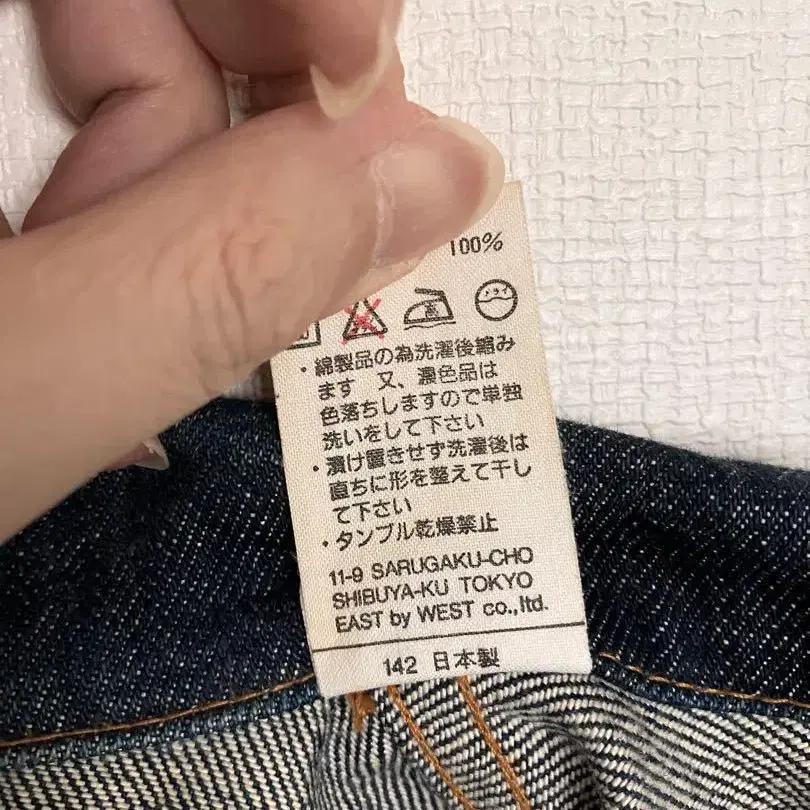 100%
ドライ
・綿製品の為洗濯後縮み
ます 又、濃色品は
色落ちしますので単独
洗いをして下さい
・漬け置きせず洗濯後は
直ちに形を整えて干し
て下さい
・タンブル乾燥禁止
11-9 SARUGAKU-CHO
SHIBUYA-KU TOKYO
EAST by WEST co.,ltd.
142 日本製